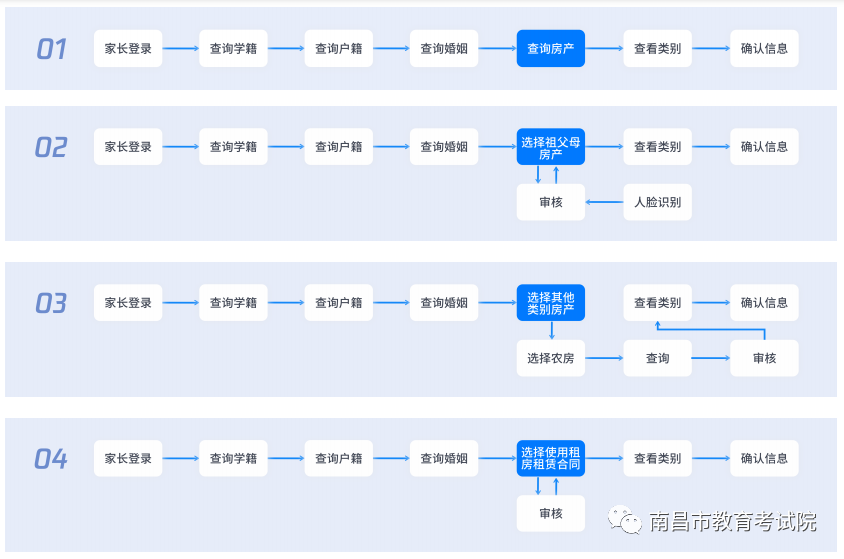 01
家长登录
查询学籍
查询户籍
查询婚姻
查询房产
查看类别
确认信息
02
家长登录
查询学籍
查询户籍
查询婚姻
选择祖父母
房产
查看类别
确认信息
审核
人脸识别
03
家长登录
查询学籍
查询户籍
查询婚姻
选择其他
类别房产
查看类别
确认信息
选择农房
查询
审核
04
家长登录
查询学籍
查询户籍
查询婚姻
选择使用租
房租赁合同
查看类别
确认信息
审核
南昌市教育考试院